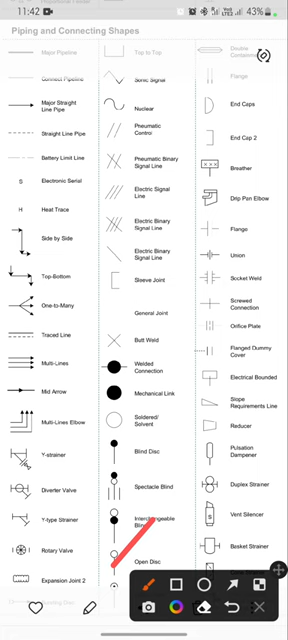 11:42
43%
Piping and Connecting Shapes
Major Pipeline
Connect Pipeline
Major Straight
Line Pipe
Straight Line Pipe
Battery Limit Line
S
Electronic Serial
H
Heat Trace
Side by Side
Top-Bottom
One-to-Many
Traced Line
Multi-Lines
Mid Arrow
Multi-Lines Elbow
Y-strainer
Diverter Valve
Y-type Strainer
Rotary Valve
Expansion Joint 2
Top to Top
Sonic Signal
Nuclear
Pneumatic
Control
Pneumatic Binary
Signal Line
Electric Signal
Line
Electric Binary
Signal Line
Electric Binary
Signal Line
Sleeve Joint
General Joint
Butt Weld
Welded
Connection
Mechanical Link
Soldered/
Solvent
Blind Disc
Spectacle Blind
Interchangeable
Open Disc
Double
Flange
End Caps
End Cap 2
Breather
Drip Pan Elbow
Flange
Union
Socket Weld
Screwed
Connection
Orifice Plate
Flanged Dummy
Cover
Electrical Bounded
Slope
Requirements Line
Reducer
Pulsation
Dampener
Duplex Strainer
S
Vent Silencer
Basket Strainer